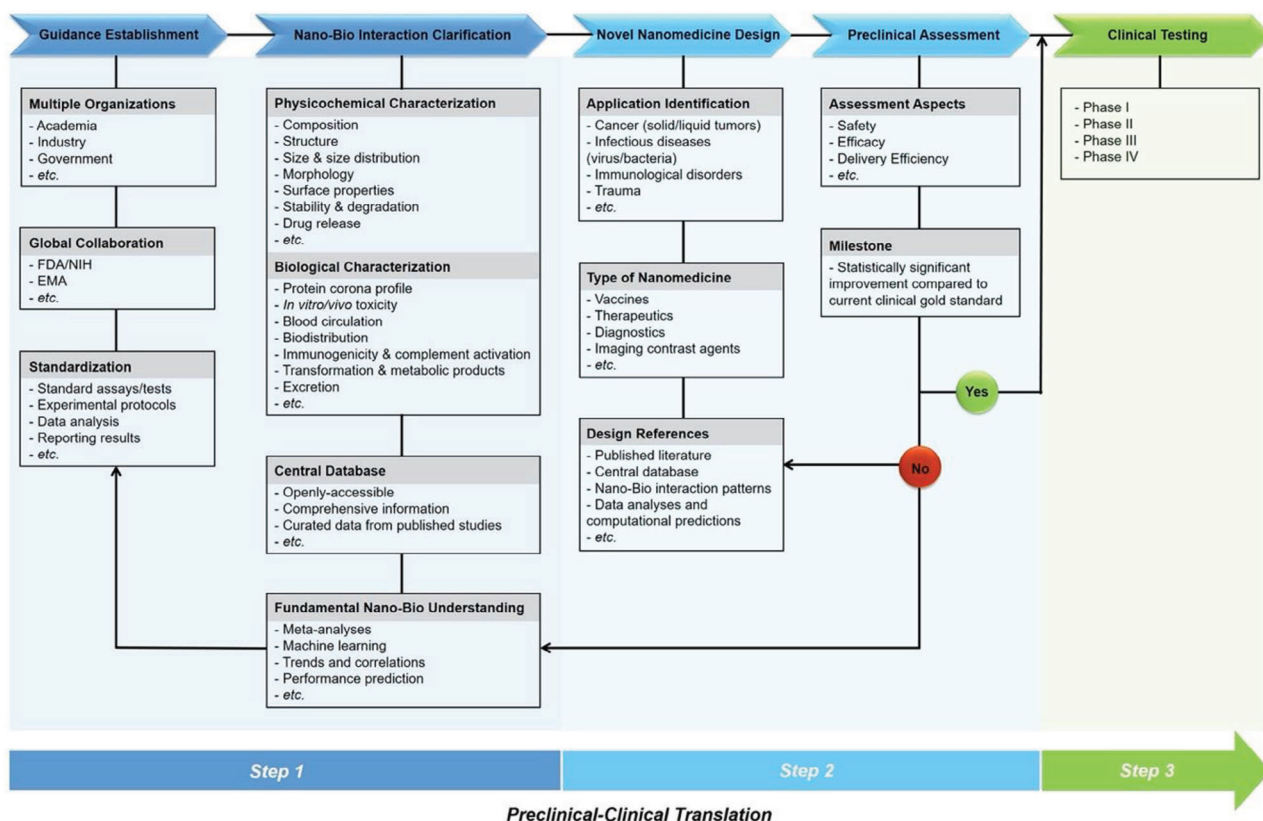 Guidance Establishment
Nano-Bio Interaction Clarification
Novel Nanomedicine Design
Preclinical Assessment
Clinical Testing
Multiple Organizations
- Academia
- Industry
- Government
- etc.
Global Collaboration
- FDA/NIH
- EMA
- etc.
Standardization
- Standard assays/tests
- Experimental protocols
- Data analysis
- Reporting results
- etc.
Physicochemical Characterization
- Composition
- Structure
- Size & size distribution
- Morphology
- Surface properties
- Stability & degradation
- Drug release
- etc.
Biological Characterization
- Protein corona profile
- In vitro/vivo toxicity
- Blood circulation
- Biodistribution
- Immunogenicity & complement activation
- Transformation & metabolic products
- Excretion
- etc.
Central Database
- Openly-accessible
- Comprehensive information
- Curated data from published studies
- etc.
Fundamental Nano-Bio Understanding
- Meta-analyses
- Machine learning
- Trends and correlations
- Performance prediction
- etc.
Application Identification
- Cancer (solid/liquid tumors)
- Infectious diseases
(virus/bacteria)
- Immunological disorders
- Trauma
- etc.
Type of Nanomedicine
- Vaccines
- Therapeutics
- Diagnostics
- Imaging contrast agents
- etc.
Design References
- Published literature
- Central database
- Nano-Bio interaction patterns
- Data analyses and
computational predictions
- etc.
Assessment Aspects
- Safety
- Efficacy
- Delivery Efficiency
- etc.
Milestone
- Statistically significant
improvement compared to
current clinical gold standard
Yes
No
- Phase I
- Phase II
- Phase III
- Phase IV
Step 1
Step 2
Step 3
Preclinical-Clinical Translation